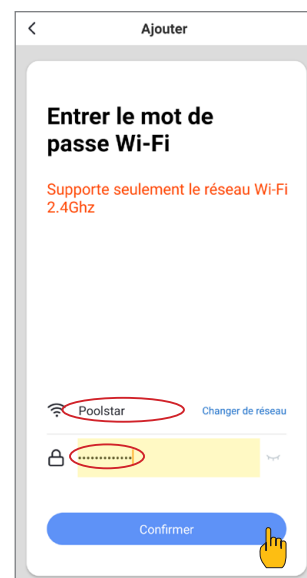 Ajouter
Entrer le mot de
passe Wi-Fi
Supporte seulement le réseau Wi-Fi
2.4Ghz
Poolstar Changer de réseau
•••••••••••••
Confirmer